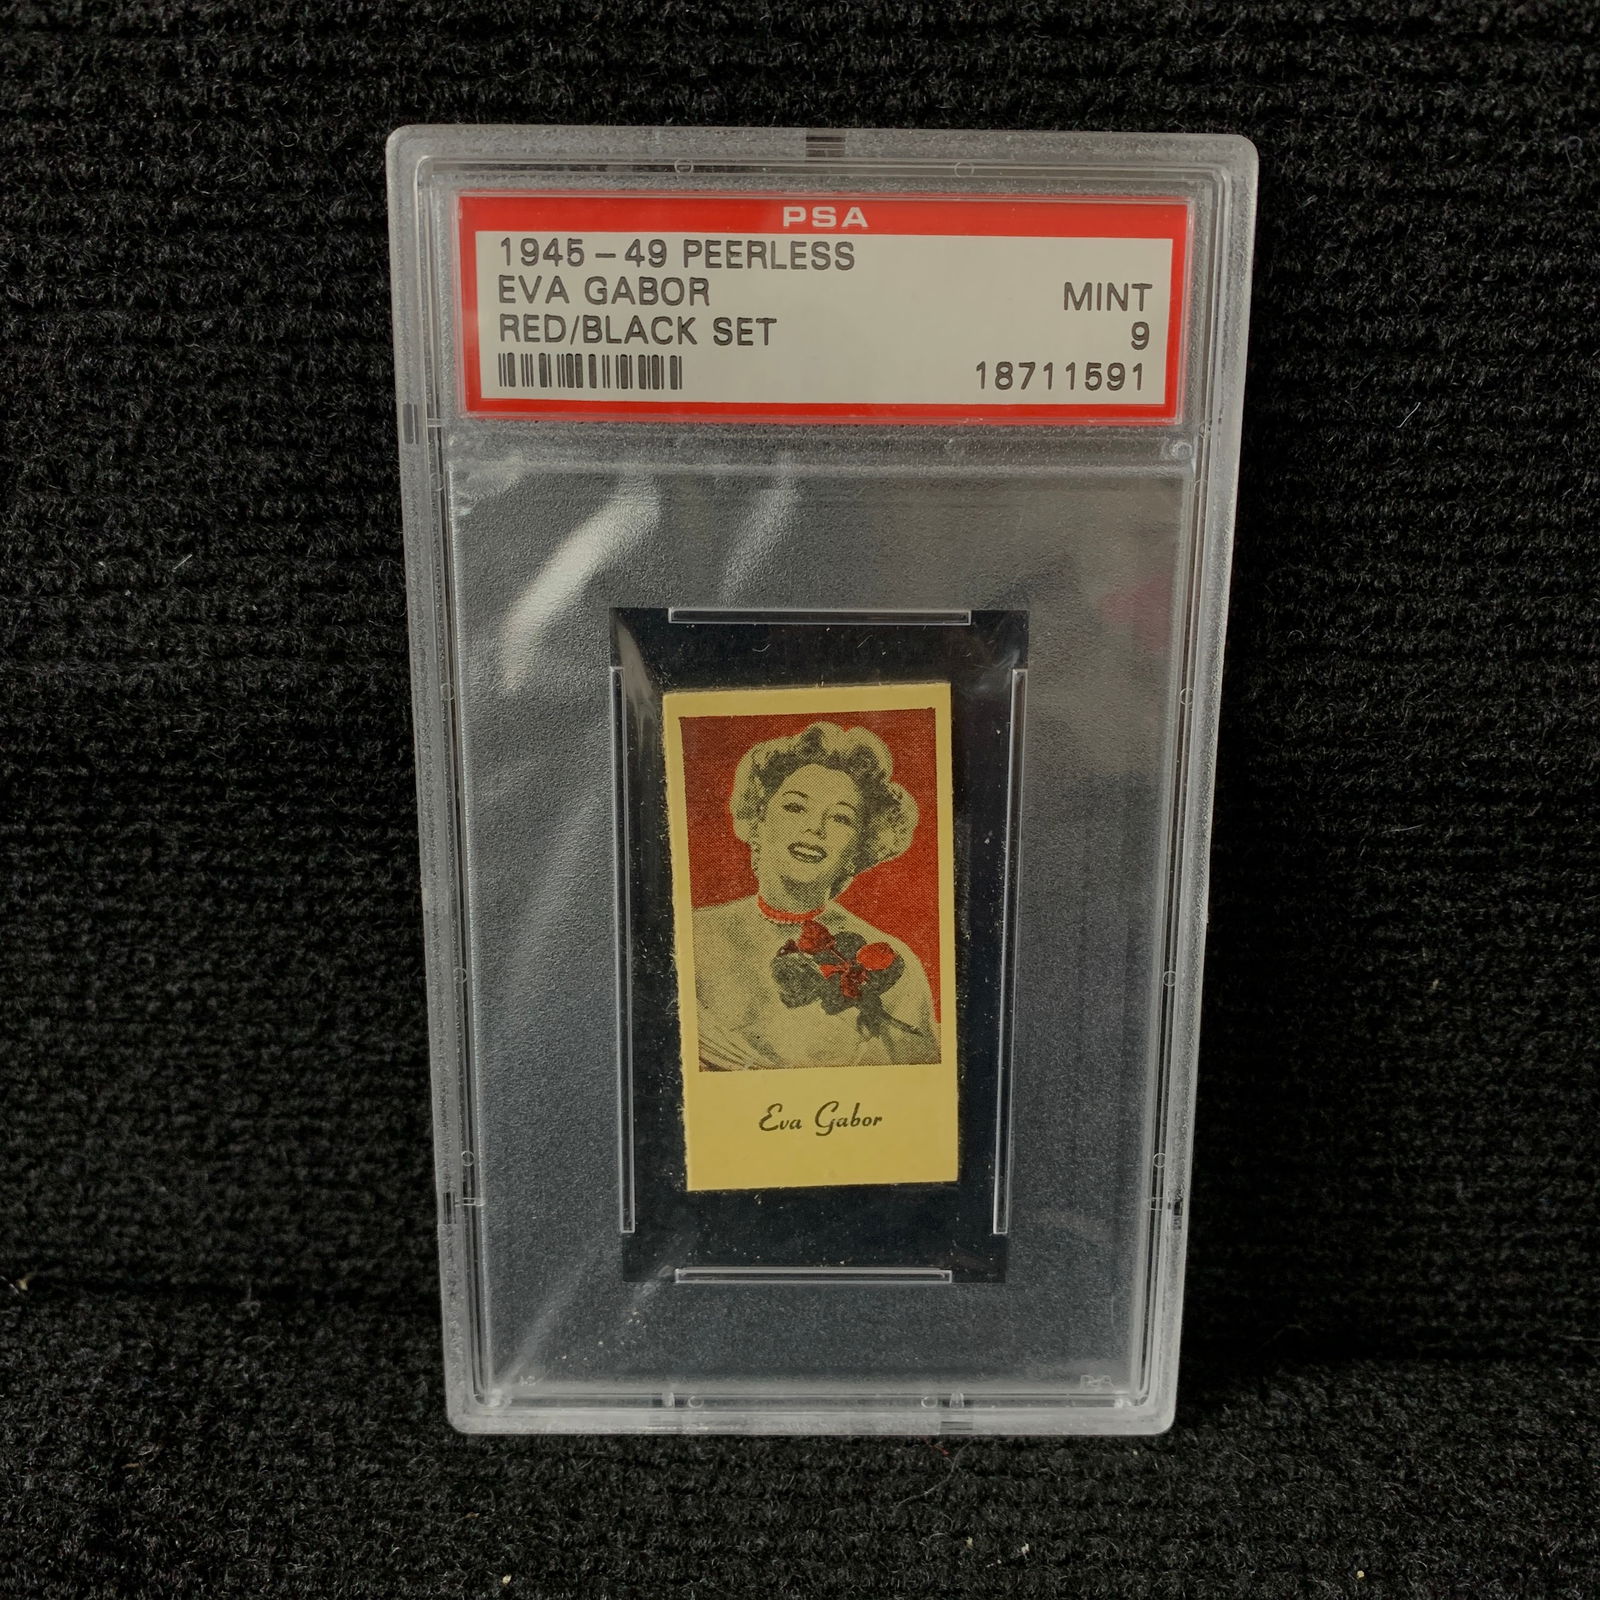 PSA
1945-49 PEERLESS
EVA GABOR
MINT
RED/BLACK SET
9
18711591
Eva Gabor